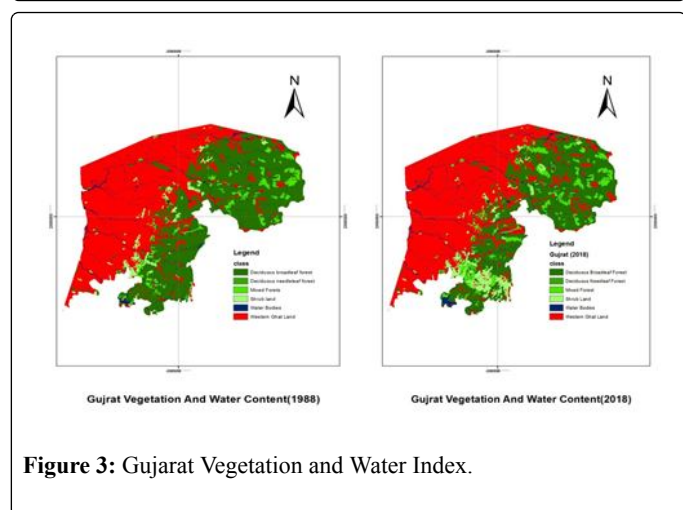 N
Legend
class
Deciduous broadleaf forest
Deciduous needleleaf forest
Mixed Forests
Shrub land
Water Bodies
Western Ghat Land
Gujrat Vegetation And Water Content(1988)
N
Legend
Gujrat (2018)
class
Deciduous Broadleaf Forest
Deciduous Needleleaf Forest
Mixed Forest
Shrub Land
Water Bodies
Western Ghat Land
Gujrat Vegetation And Water Content(2018)
Figure 3: Gujarat Vegetation and Water Index.